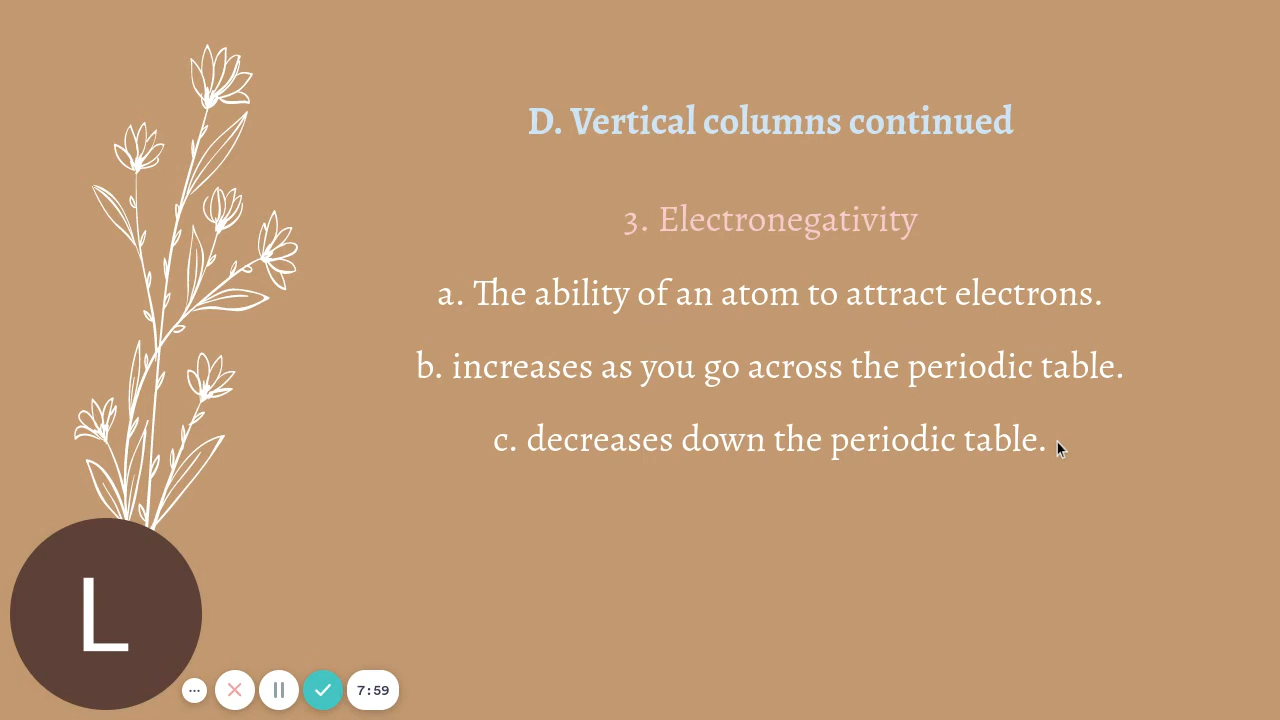 D. Vertical columns continued
3. Electronegativity
a. The ability of an atom to attract electrons.
b. increases as you go across the periodic table.
c. decreases down the periodic table.
L
7:59